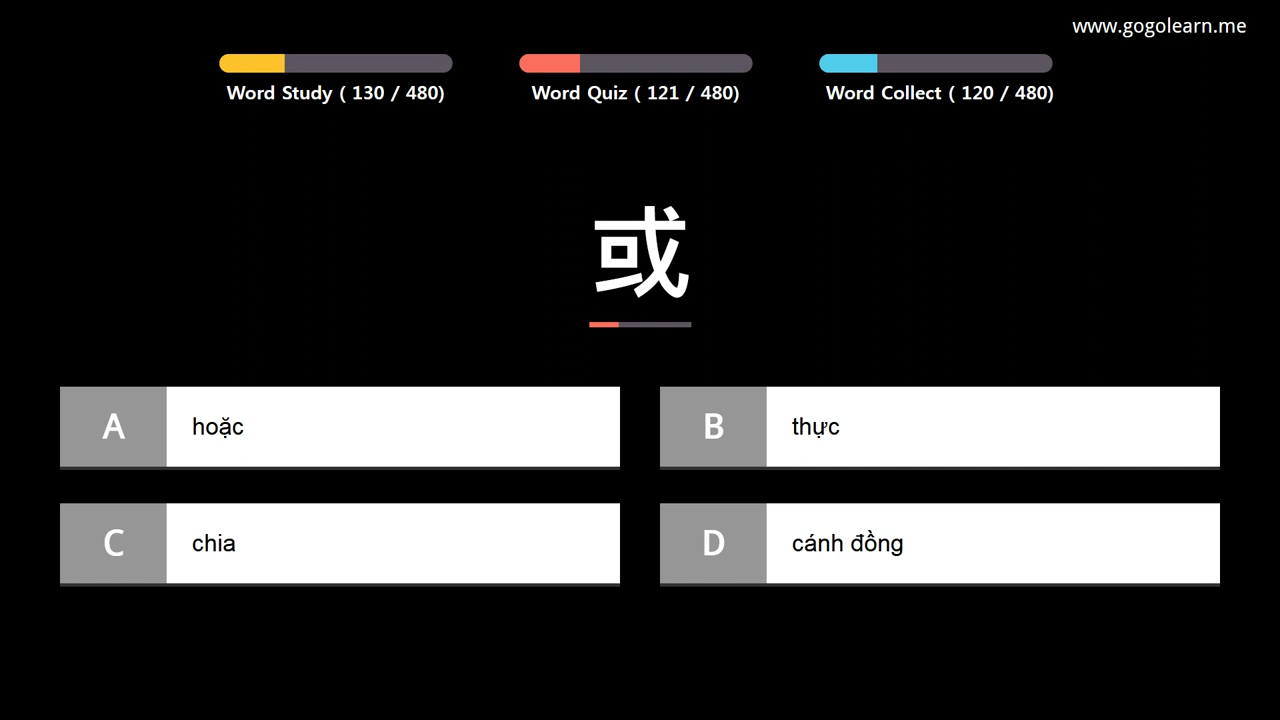 www.gogolearn.me
Word Study ( 130 / 480)
Word Quiz ( 121 / 480)
Word Collect ( 120 / 480)
或
A hoặc
B thực
C chia
D cánh đồng